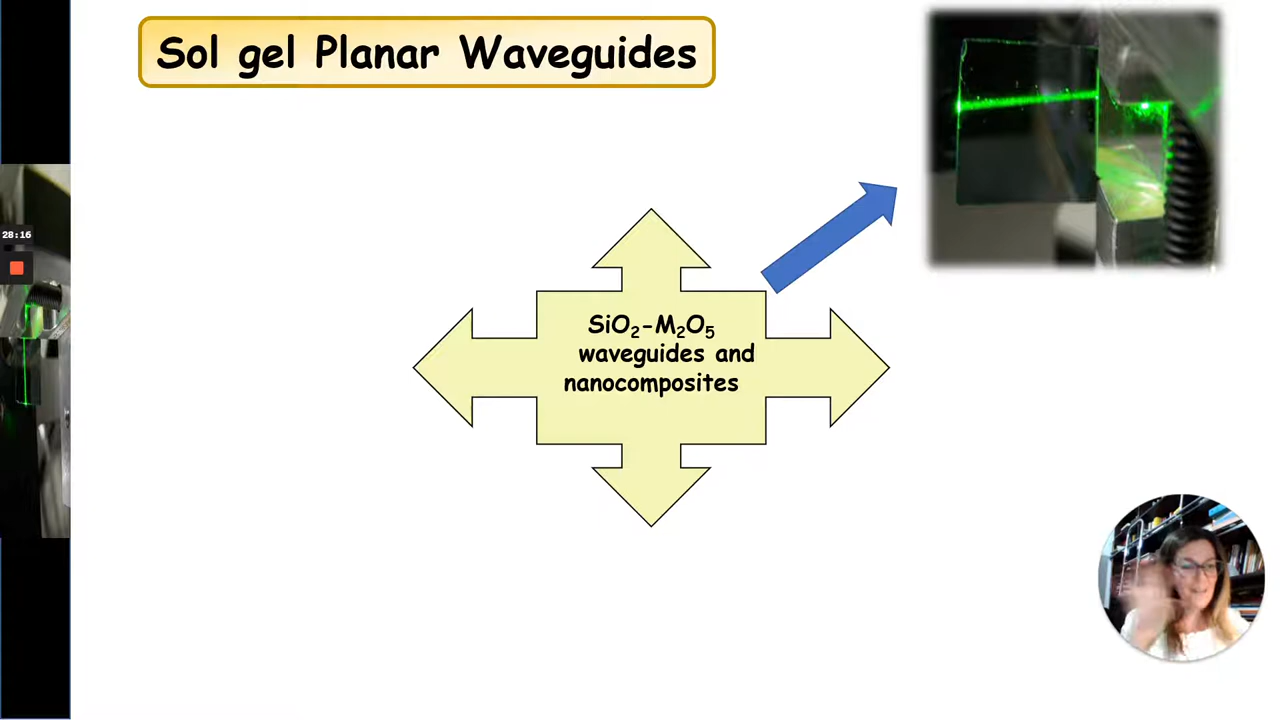 Sol gel Planar Waveguides
28:16
SiO₂-M₂O₅
waveguides and
nanocomposites